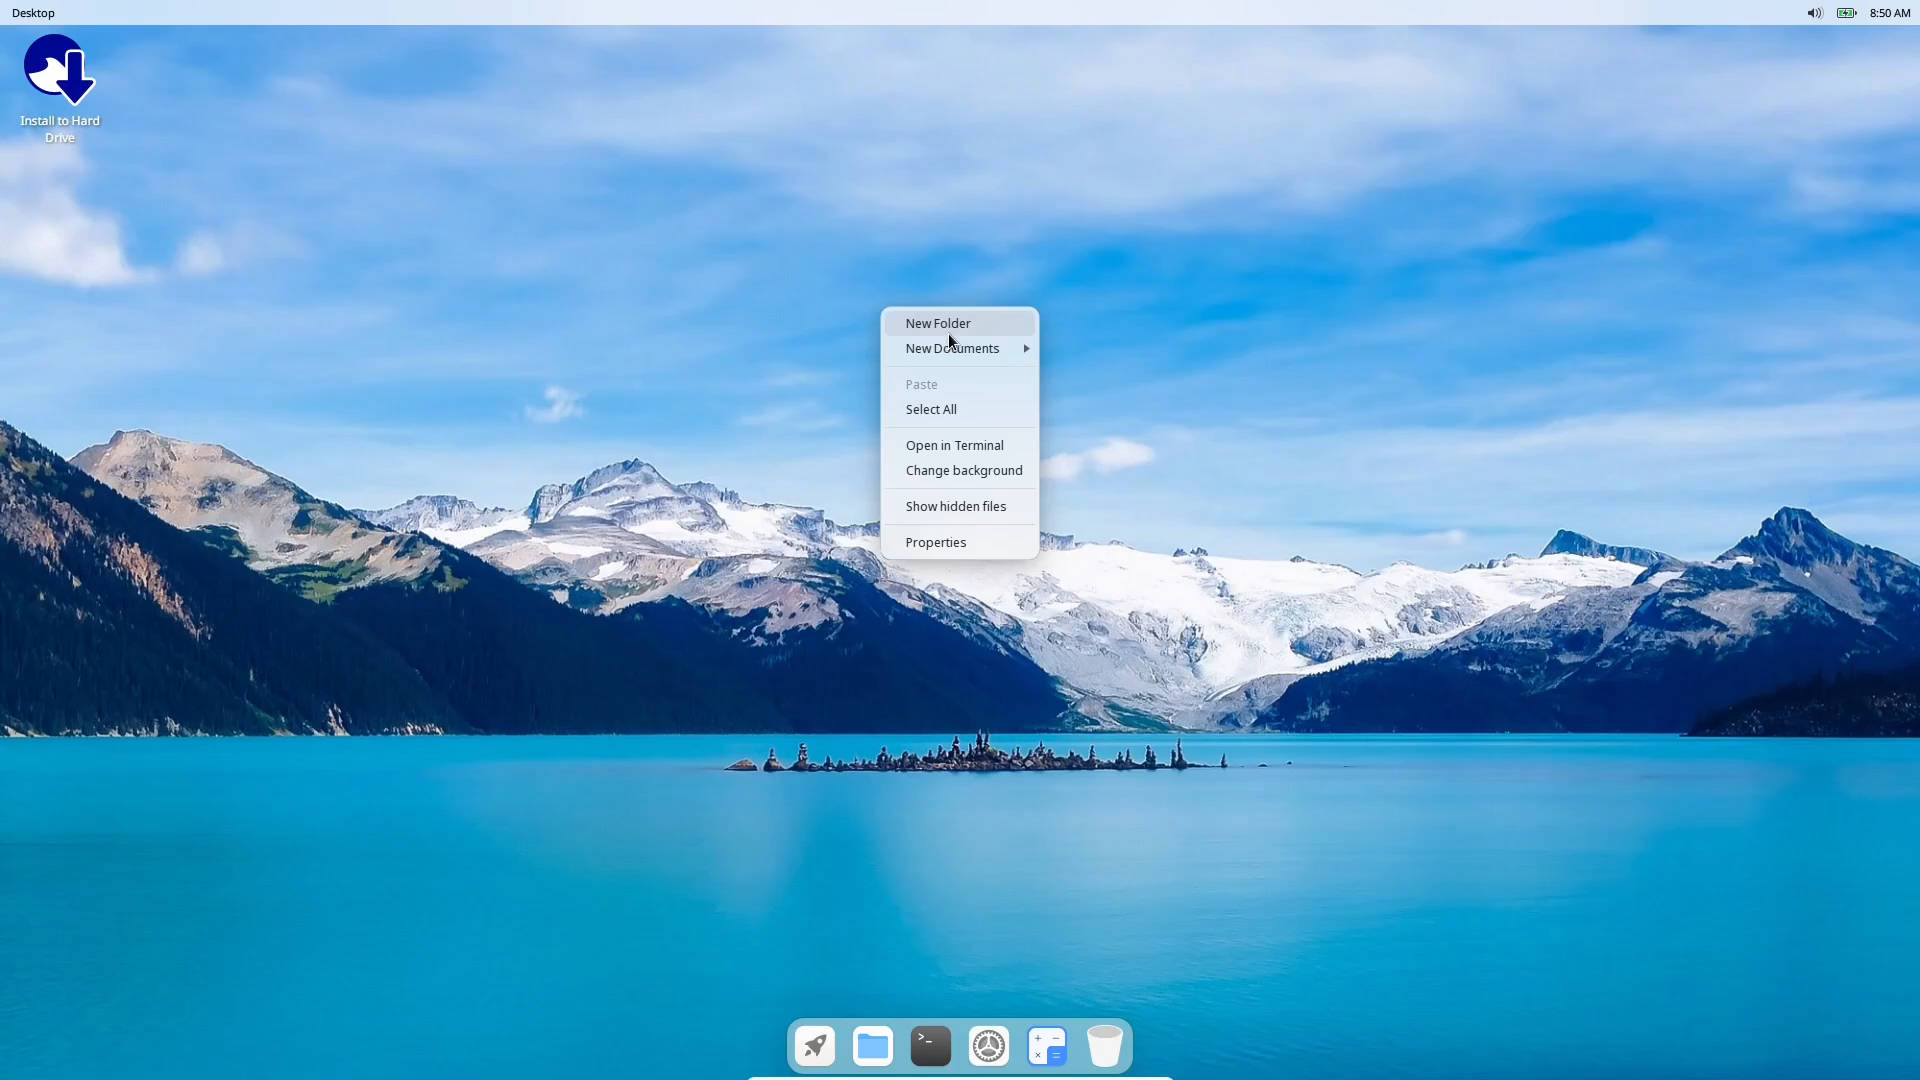 Desktop
8:50 AM
Install to Hard
Drive
New Folder
New Documents
Paste
Select All
Open in Terminal
Change background
Show hidden files
Properties
>-